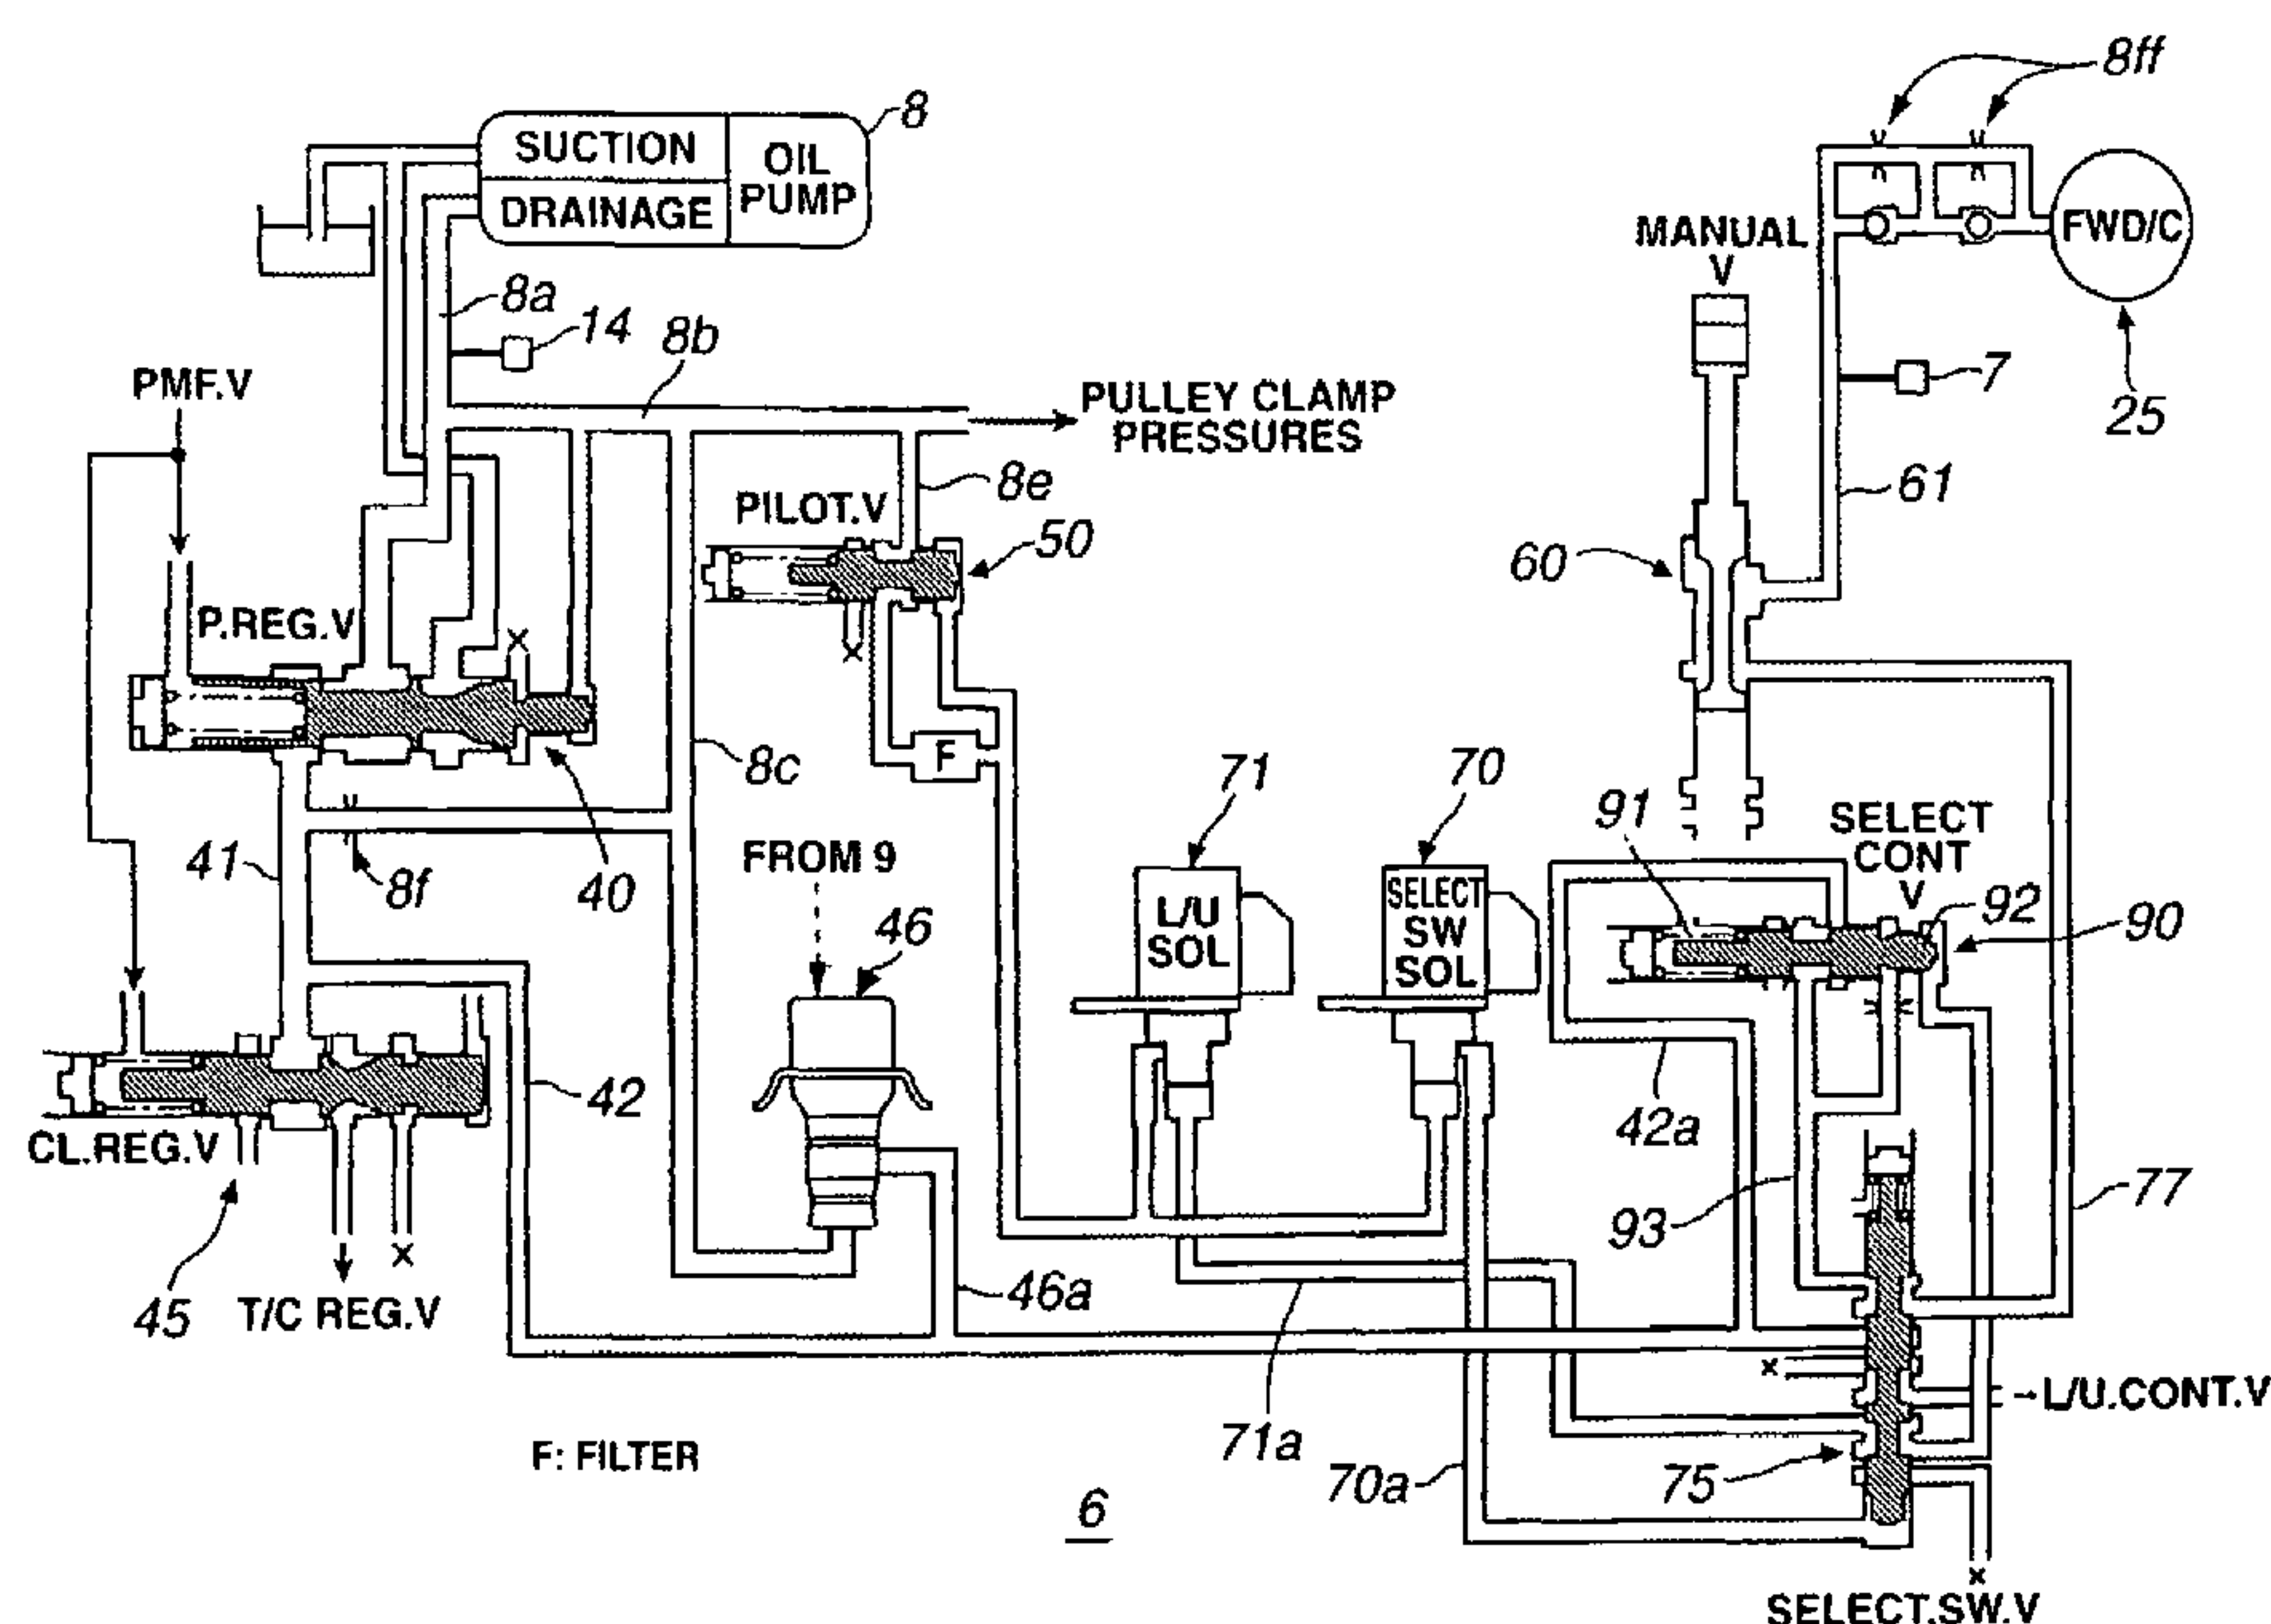 8ff
8
SUCTION
OIL
PUMP
DRAINAGE
FWD/C
MANUAL
V
8a
14
8b
PMF.V
7
PULLEY CLAMP
PRESSURES
25
8e
61
PILOT.V
50
60
P.REG.V
8c
F
71
70
91
SELECT
CONT
V
41
8f
40
FROM 9
46
L/U
SOL
SELECT
SW
SOL
92
90
42
42a
CL.REG.V
77
93
46a
45
T/C REG.V
x
x
x
x
x
L/U.CONT.V
71a
F: FILTER
70a
75
6
SELECT.SW.V